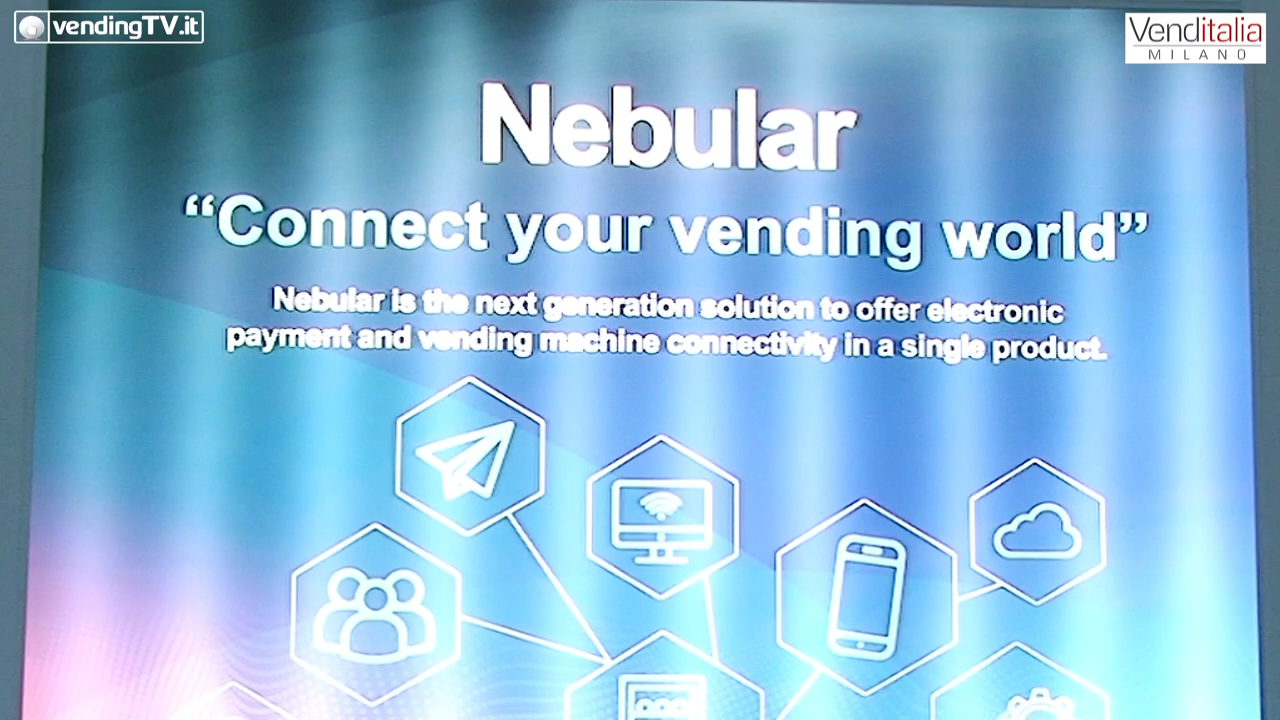 vendingTV.it
Venditalia
MILANO
Nebular
“Connect your vending world”
Nebular is the next generation solution to offer electronic
payment and vending machine connectivity in a single product.